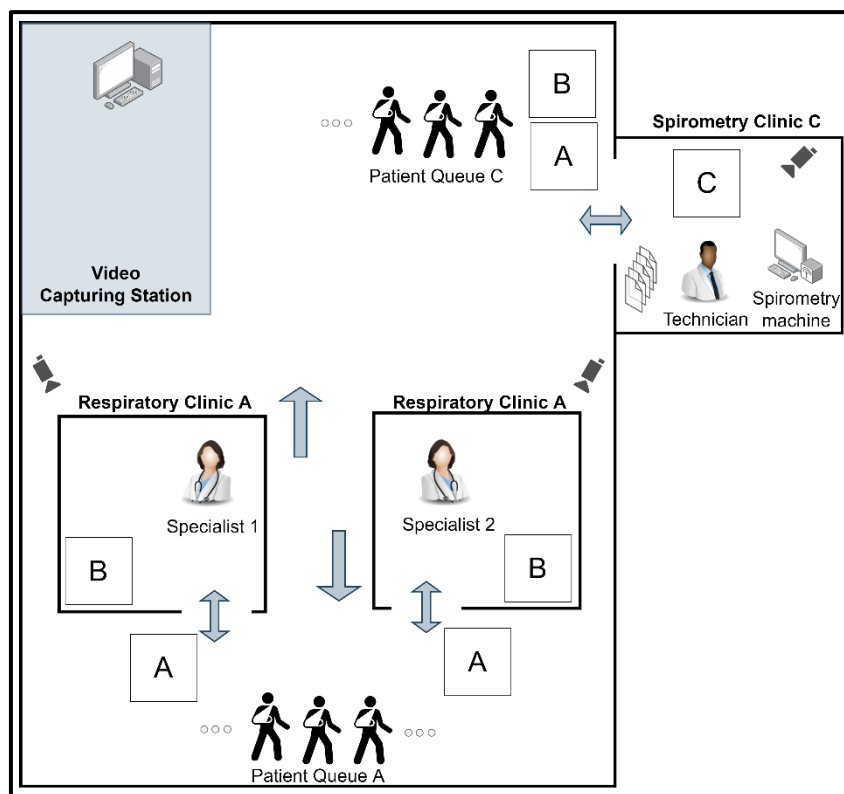 B
A
Patient Queue C
Spirometry Clinic C
C
Technician
Spirometry
machine
Video
Capturing Station
Respiratory Clinic A
Specialist 1
B
A
Respiratory Clinic A
Specialist 2
B
A
Patient Queue A